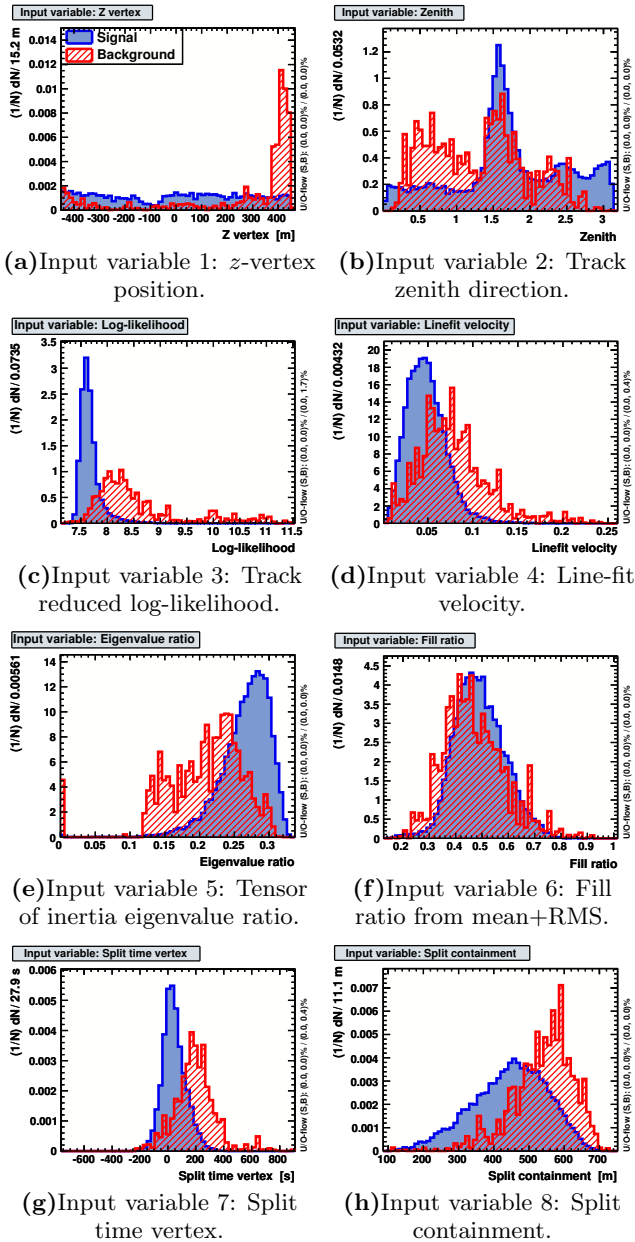 Input variable: Z vertex
(1/N) dN/ 15.2 m
0.014
0.012
0.01
0.008
0.006
0.004
0.002
0
Signal
Background
-400 -300 -200 -100 0 100 200 300 400
Z vertex [m]
U/O-flow (S,B): (0.0, 0.0)% / (0.0, 0.0)%
Input variable: Zenith
(1/N) dN/ 0.0532
1.2
1
0.8
0.6
0.4
0.2
0
0.5 1 1.5 2 2.5 3
Zenith
U/O-flow (S,B): (0.0, 0.0)% / (0.0, 0.0)%
(a)Input variable 1: z-vertex
position.
(b)Input variable 2: Track
zenith direction.
Input variable: Log-likelihood
(1/N) dN/ 0.0735
3.5
3
2.5
2
1.5
1
0.5
0
7.5 8 8.5 9 9.5 10 10.5 11 11.5
Log-likelihood
U/O-flow (S,B): (0.0, 0.0)% / (0.0, 1.7)%
Input variable: Linefit velocity
(1/N) dN/ 0.00432
20
18
16
14
12
10
8
6
4
2
0
0.05 0.1 0.15 0.2 0.25
Linefit velocity
U/O-flow (S,B): (0.0, 0.0)% / (0.0, 0.4)%
(c)Input variable 3: Track
reduced log-likelihood.
(d)Input variable 4: Line-fit
velocity.
Input variable: Eigenvalue ratio
(1/N) dN/ 0.00561
14
12
10
8
6
4
2
0
0 0.05 0.1 0.15 0.2 0.25 0.3
Eigenvalue ratio
U/O-flow (S,B): (0.0, 0.0)% / (0.0, 0.0)%
Input variable: Fill ratio
(1/N) dN/ 0.0148
4.5
4
3.5
3
2.5
2
1.5
1
0.5
0
0.2 0.3 0.4 0.5 0.6 0.7 0.8 0.9 1
Fill ratio
U/O-flow (S,B): (0.0, 0.0)% / (0.0, 0.0)%
(e)Input variable 5: Tensor
of inertia eigenvalue ratio.
(f)Input variable 6: Fill
ratio from mean+RMS.
Input variable: Split time vertex
(1/N) dN/ 27.9 s
0.006
0.005
0.004
0.003
0.002
0.001
0
-600 -400 -200 0 200 400 600 800
Split time vertex [s]
U/O-flow (S,B): (0.0, 0.0)% / (0.0, 0.4)%
Input variable: Split containment
(1/N) dN/ 11.1 m
0.007
0.006
0.005
0.004
0.003
0.002
0.001
0
100 200 300 400 500 600 700
Split containment [m]
U/O-flow (S,B): (0.0, 0.0)% / (0.0, 0.0)%
(g)Input variable 7: Split
time vertex.
(h)Input variable 8: Split
containment.